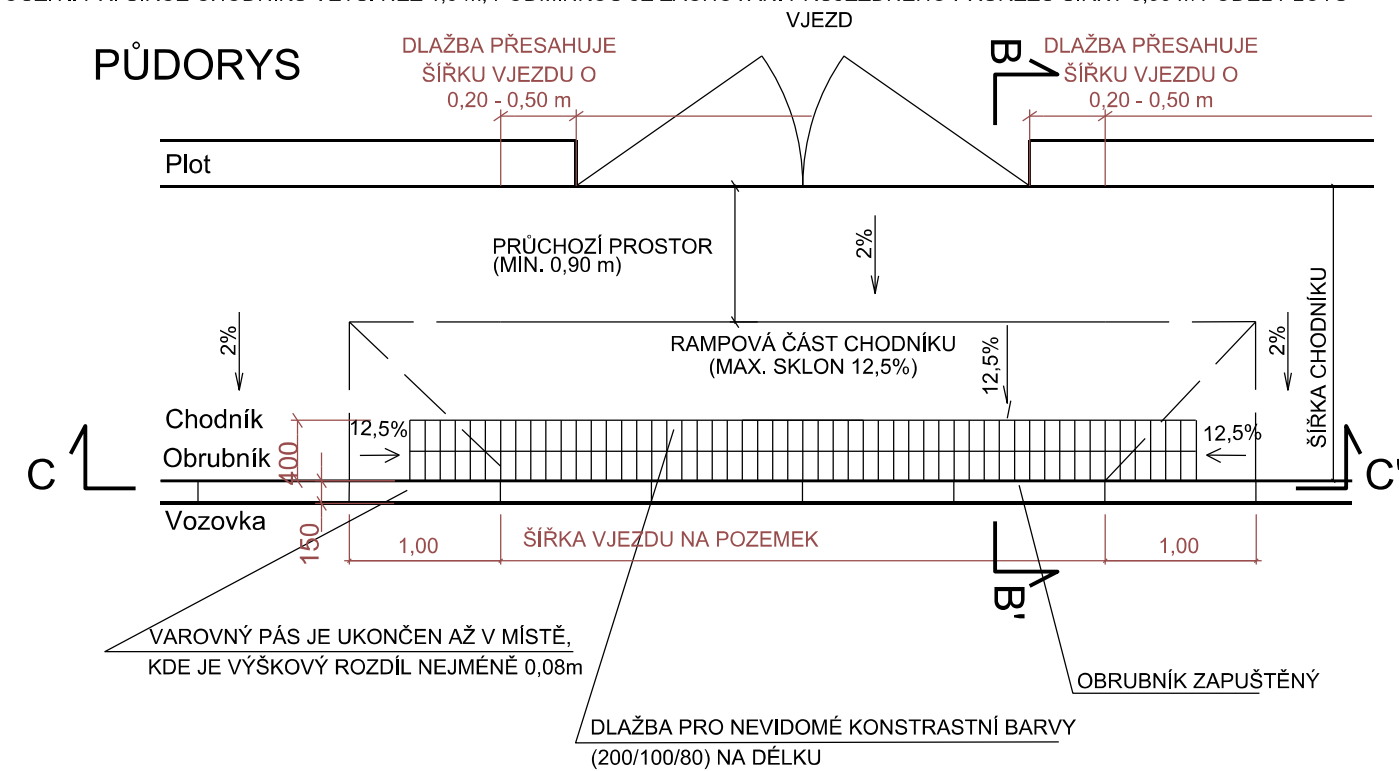 VJEZD
PŮDORYS
DLAŽBA PŘESAHUJE
ŠÍŘKU VJEZDU O
0,20 - 0,50 m
B
DLAŽBA PŘESAHUJE
ŠÍŘKU VJEZDU O
0,20 - 0,50 m
Plot
PRŮCHOZÍ PROSTOR
(MIN. 0,90 m)
2%
2%
RAMPOVÁ ČÁST CHODNÍKU
(MAX. SKLON 12,5%)
12,5%
2%
ŠÍŘKA CHODNÍKU
Chodník
12,5%
12,5%
Obrubník
400
C
C'
Vozovka
150
1,00
ŠÍŘKA VJEZDU NA POZEMEK
1,00
B'
VAROVNÝ PÁS JE UKONČEN AŽ V MÍSTĚ,
KDE JE VÝŠKOVÝ ROZDÍL NEJMÉNĚ 0,08m
OBRUBNÍK ZAPUŠTĚNÝ
DLAŽBA PRO NEVIDOMÉ KONSTRASTNÍ BARVY
(200/100/80) NA DÉLKU